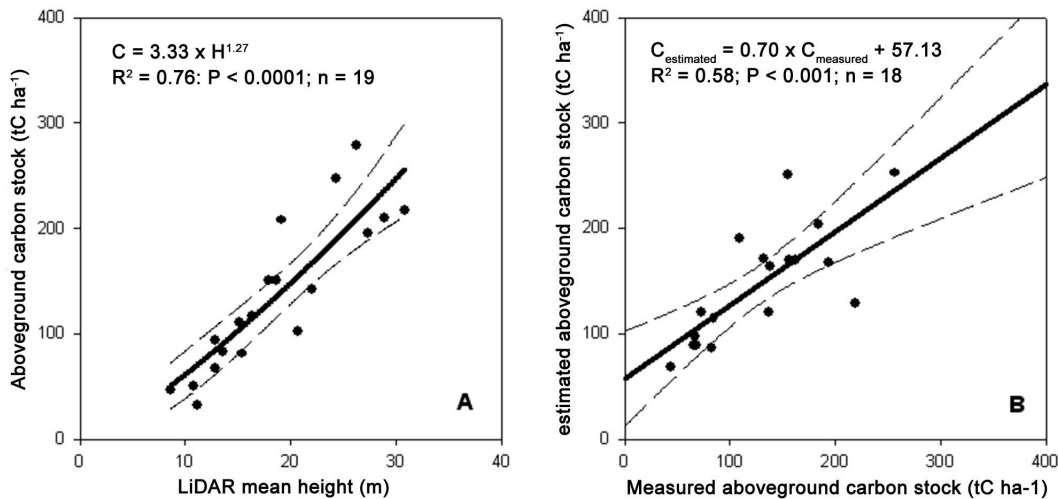 C = 3.33 x H^1.27
R² = 0.76: P < 0.0001; n = 19
Aboveground carbon stock (tC ha⁻¹)
400
300
200
100
0
A
0
10
20
30
40
LiDAR mean height (m)
C_estimated = 0.70 x C_measured + 57.13
R² = 0.58; P < 0.001; n = 18
estimated aboveground carbon stock (tC ha⁻¹)
400
300
200
100
0
B
0
100
200
300
400
Measured aboveground carbon stock (tC ha-1)